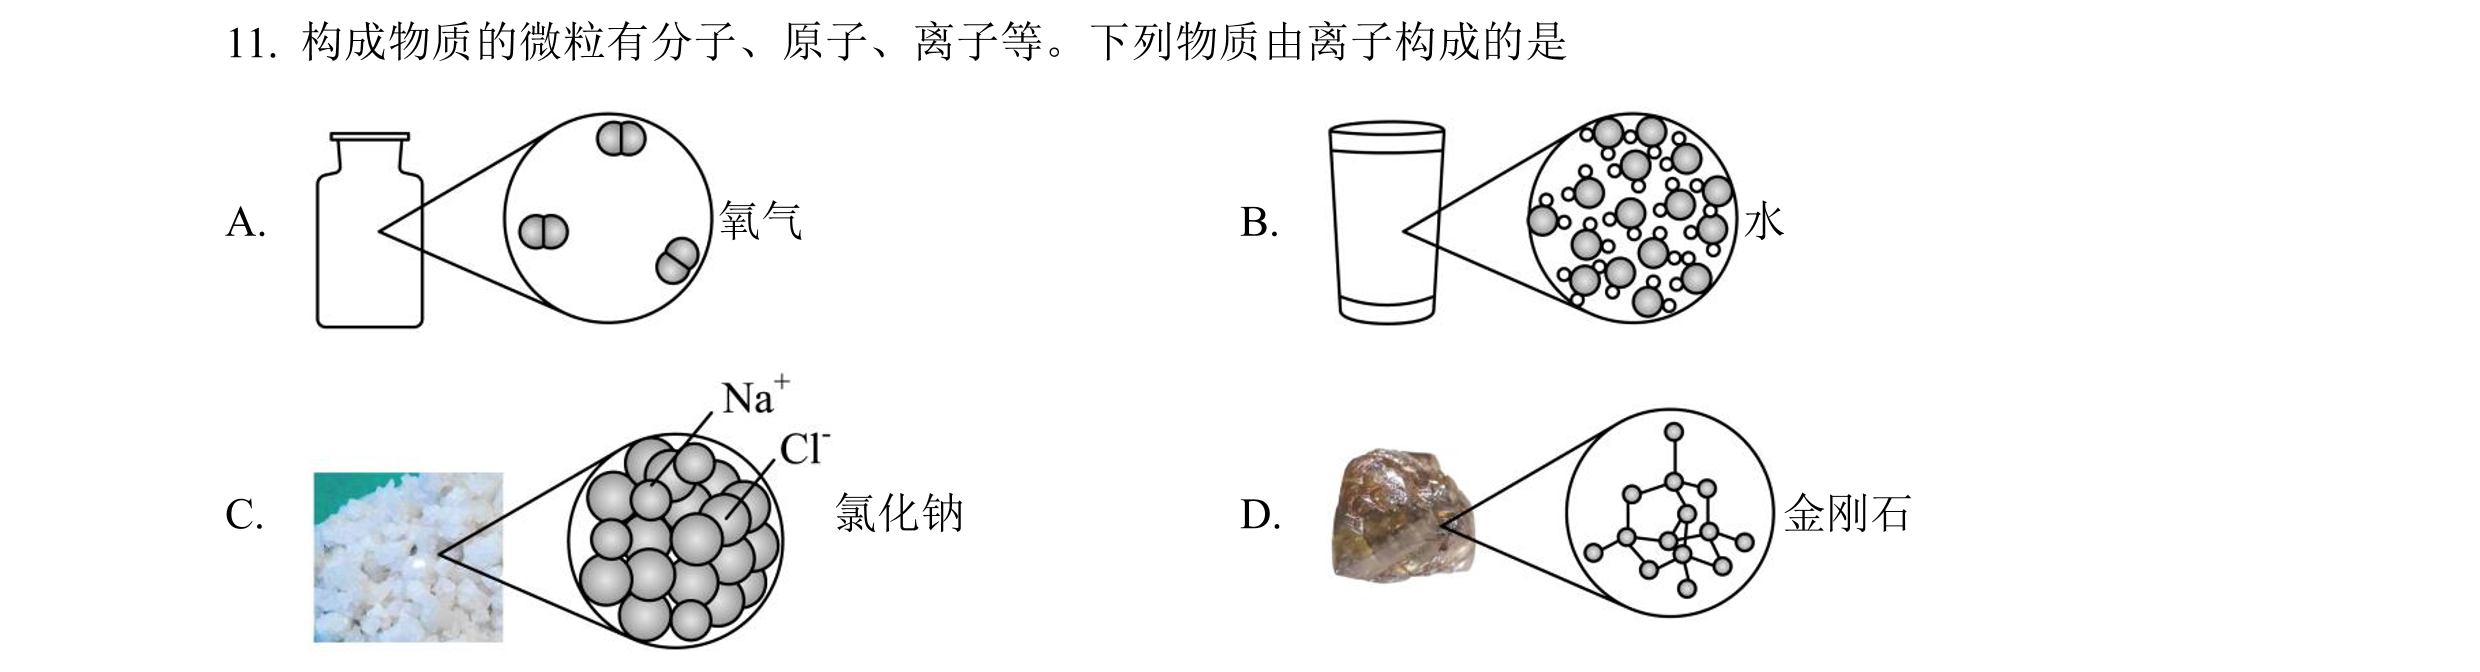 11. 构成物质的微粒有分子、原子、离子等。下列物质由离子构成的是
A. 氧气
B. 水
Na⁺
Cl⁻
C. 氯化钠
D. 金刚石